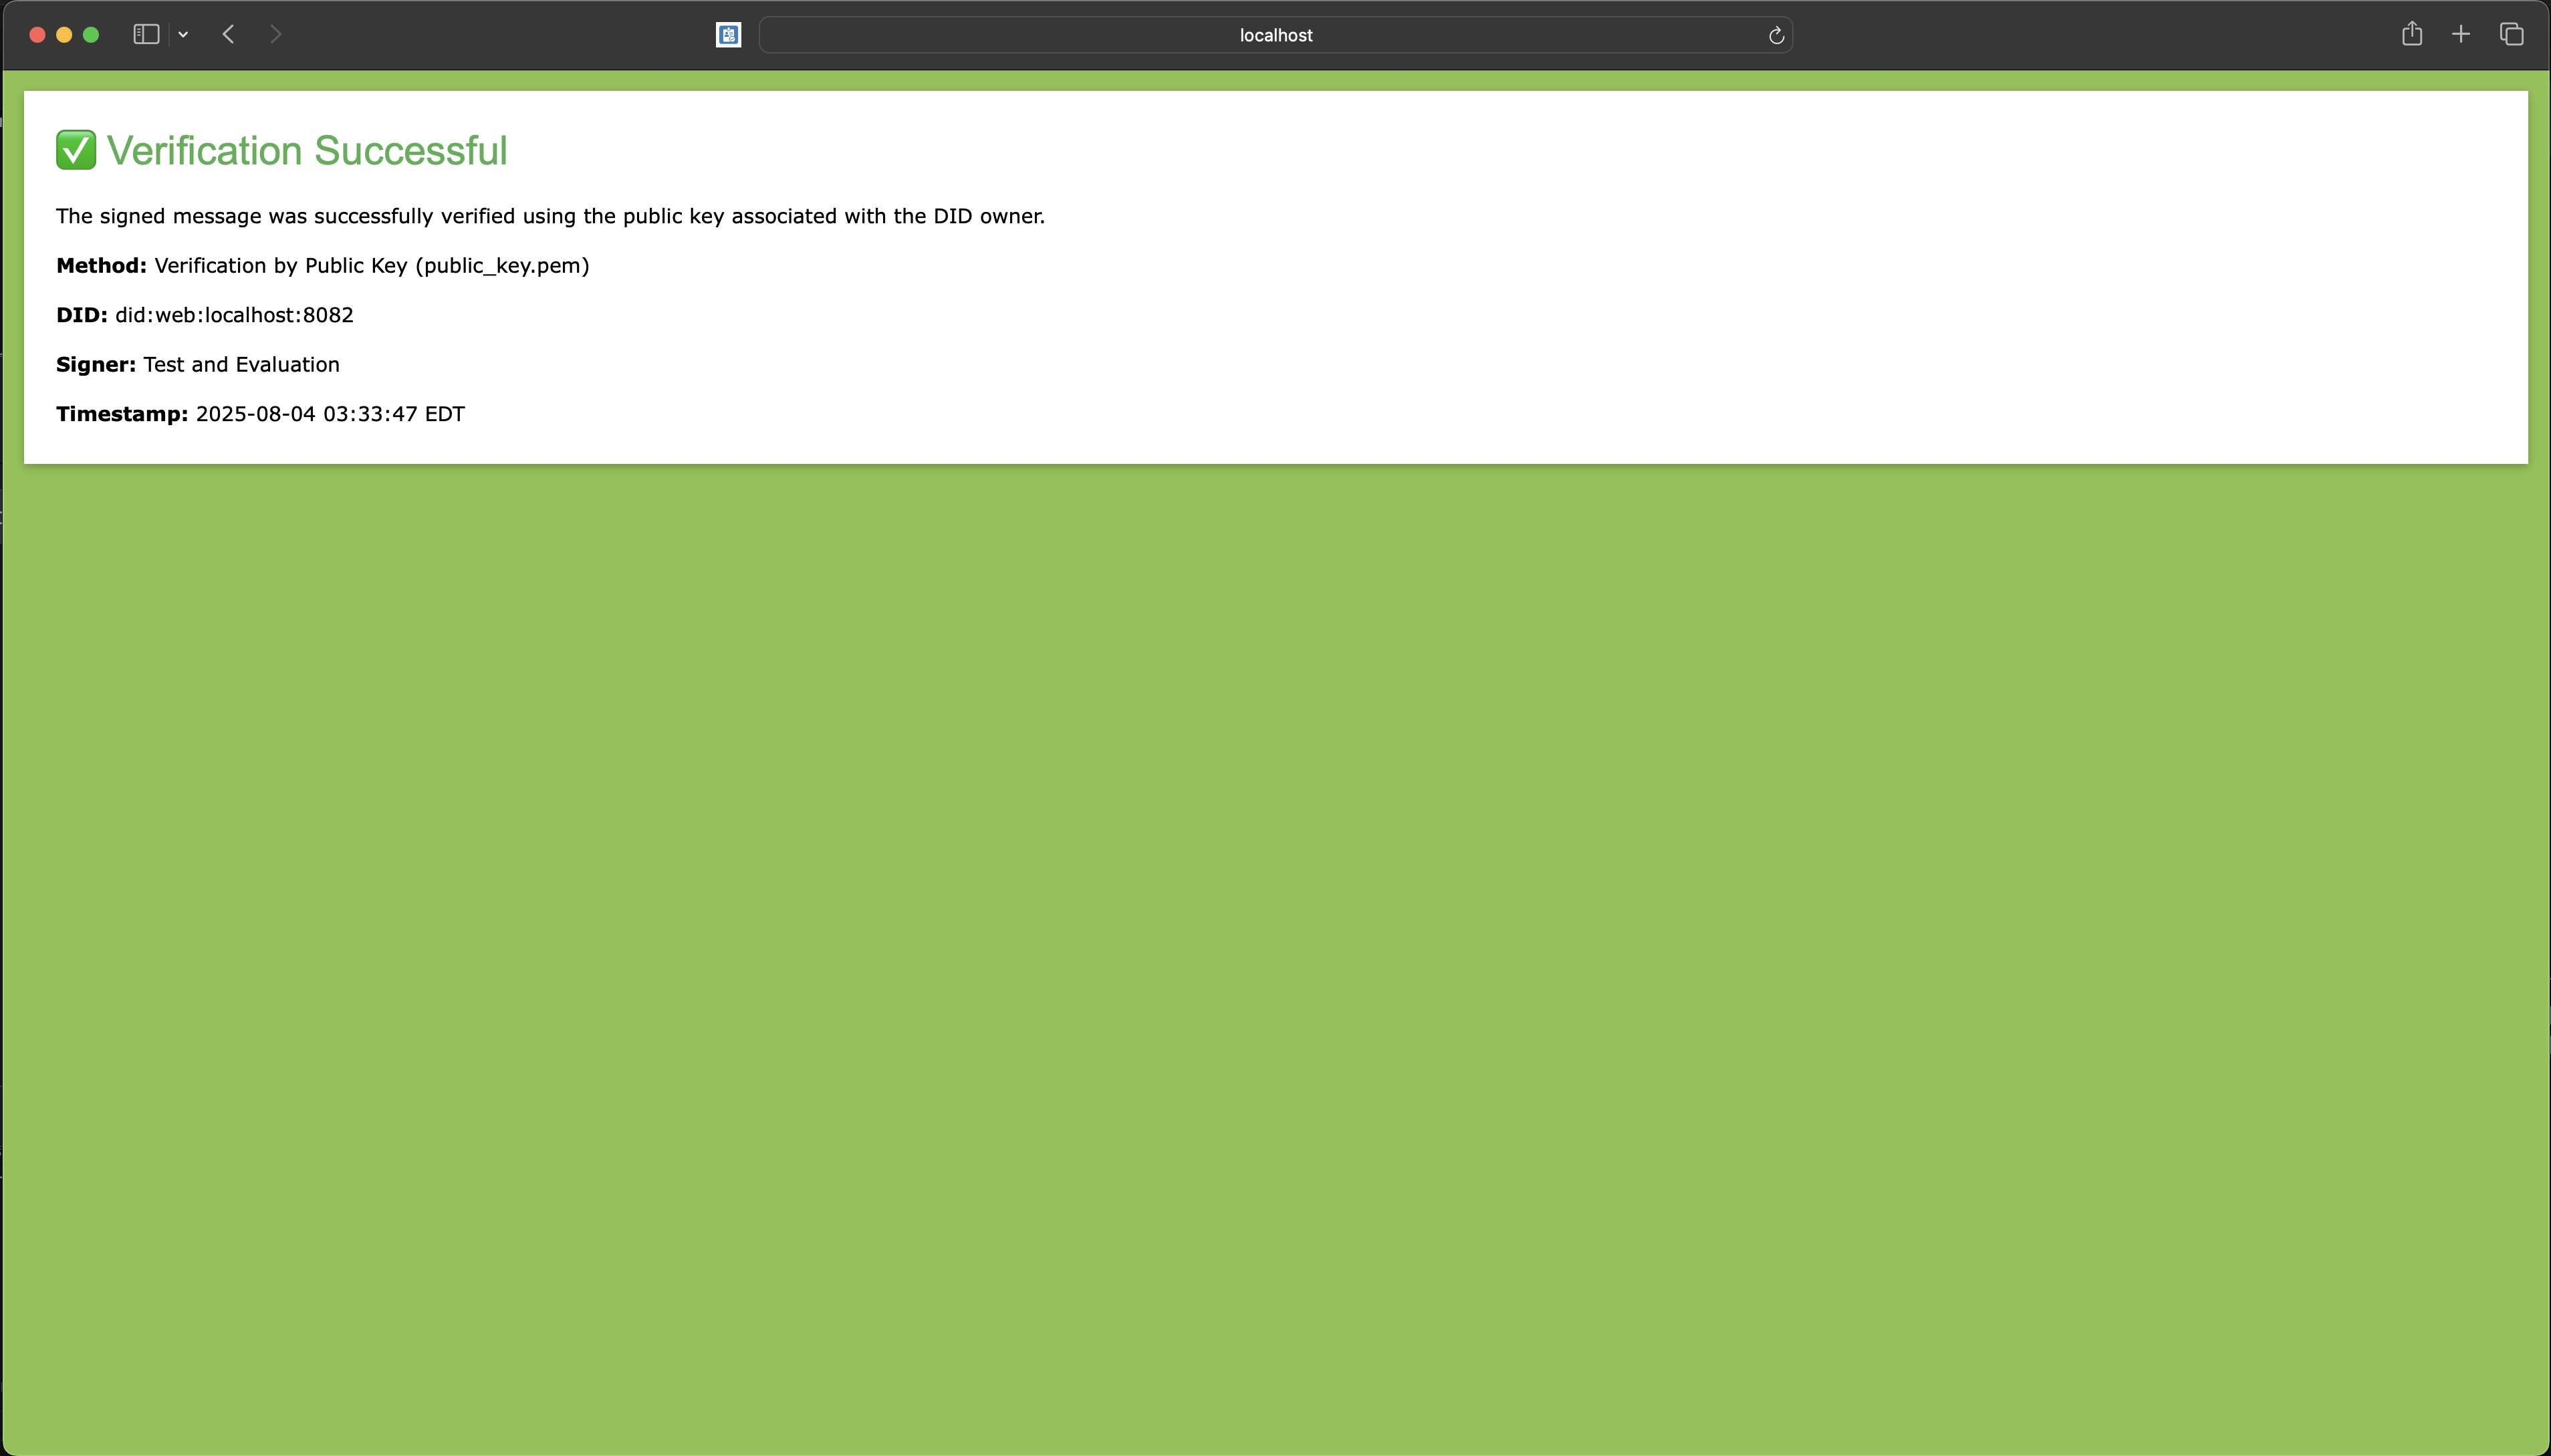 localhost
✅ Verification Successful
The signed message was successfully verified using the public key associated with the DID owner.
Method: Verification by Public Key (public_key.pem)
DID: did:web:localhost:8082
Signer: Test and Evaluation
Timestamp: 2025-08-04 03:33:47 EDT